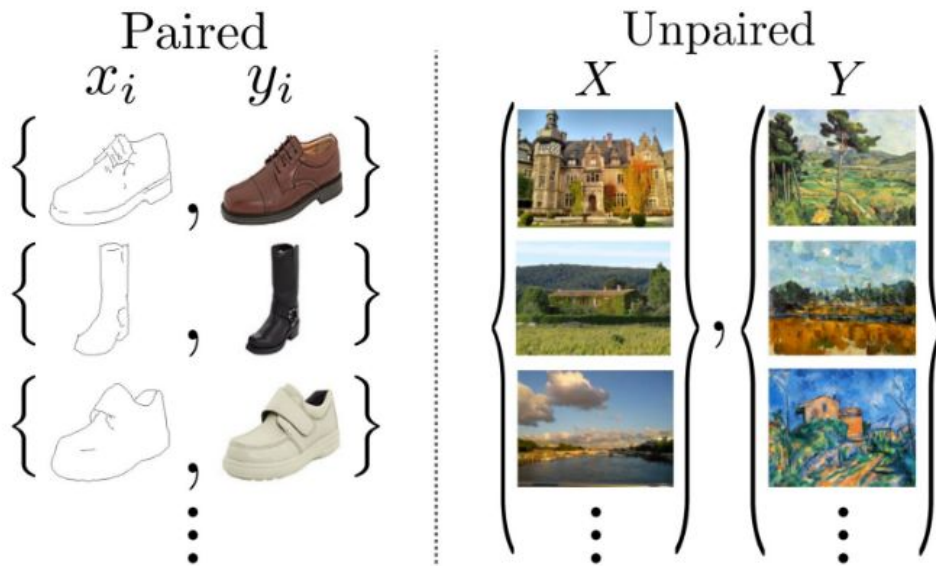 Paired
x_i y_i
Unpaired
X Y
{ , }
{ , }
{ , }
⋮
{ ⋮ } , { ⋮ }